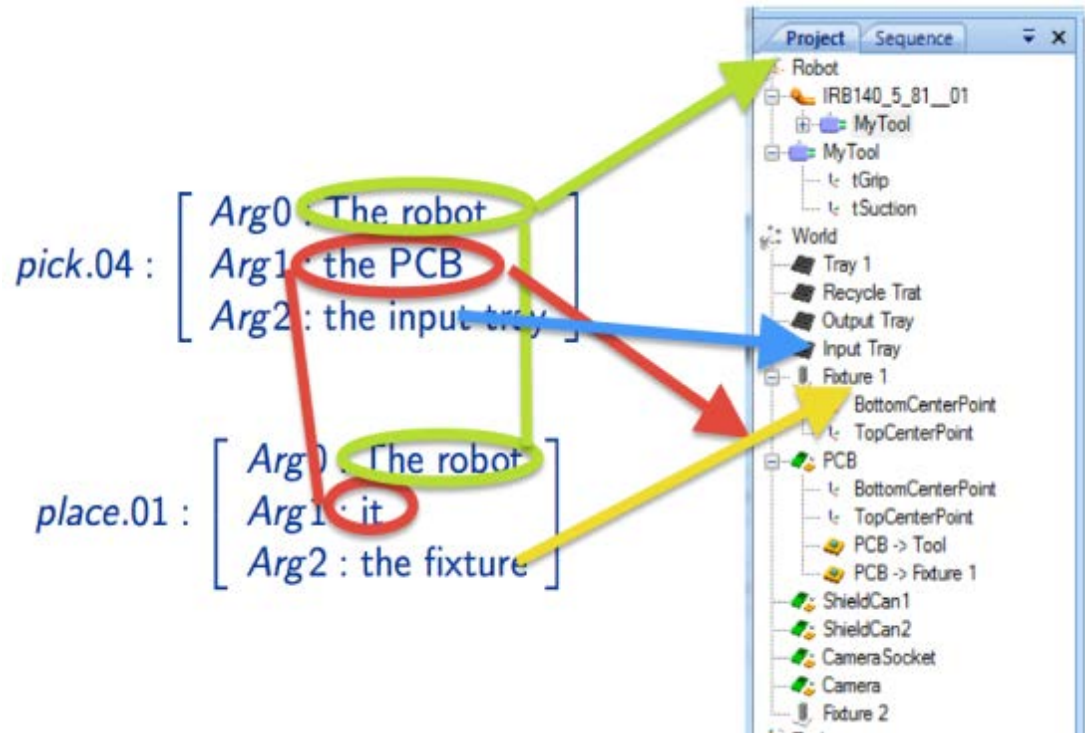 pick.04 :
Arg0 : The robot
Arg1 : the PCB
Arg2 : the input tray
place.01 :
Arg0 : The robot
Arg1 : it
Arg2 : the fixture
Project Sequence
Robot
IRB140_5_81__01
MyTool
MyTool
tGrip
tSuction
World
Tray 1
Recycle Trat
Output Tray
Input Tray
Fixture 1
BottomCenterPoint
TopCenterPoint
PCB
BottomCenterPoint
TopCenterPoint
PCB -> Tool
PCB -> Fixture 1
ShieldCan1
ShieldCan2
CameraSocket
Camera
Fixture 2